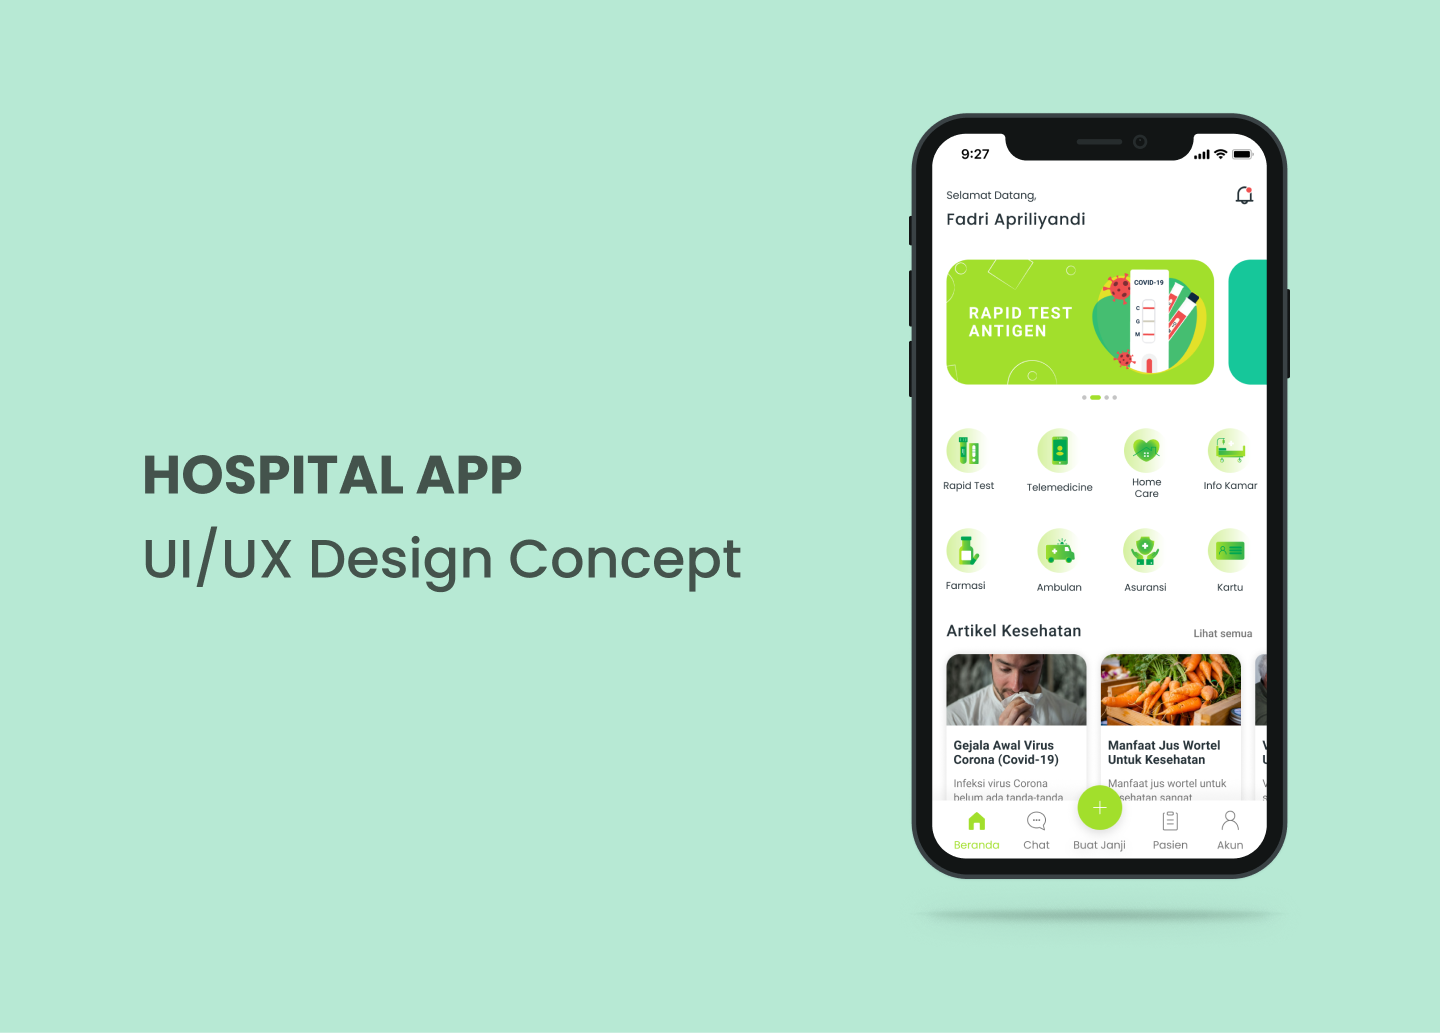 HOSPITAL APP
UI/UX Design Concept
9:27
Selamat Datang,
Fadri Apriliyandi
RAPID TEST
ANTIGEN
COVID-19
C
G
M
Rapid Test
Telemedicine
Home
Care
Info Kamar
Farmasi
Ambulan
Asuransi
Kartu
Artikel Kesehatan
Lihat semua
Gejala Awal Virus
Corona (Covid-19)
Infeksi virus Corona
belum ada tanda-tanda
Manfaat Jus Wortel
Untuk Kesehatan
Manfaat jus wortel untuk
kesehatan sangat
Beranda
Chat
Buat Janji
Pasien
Akun